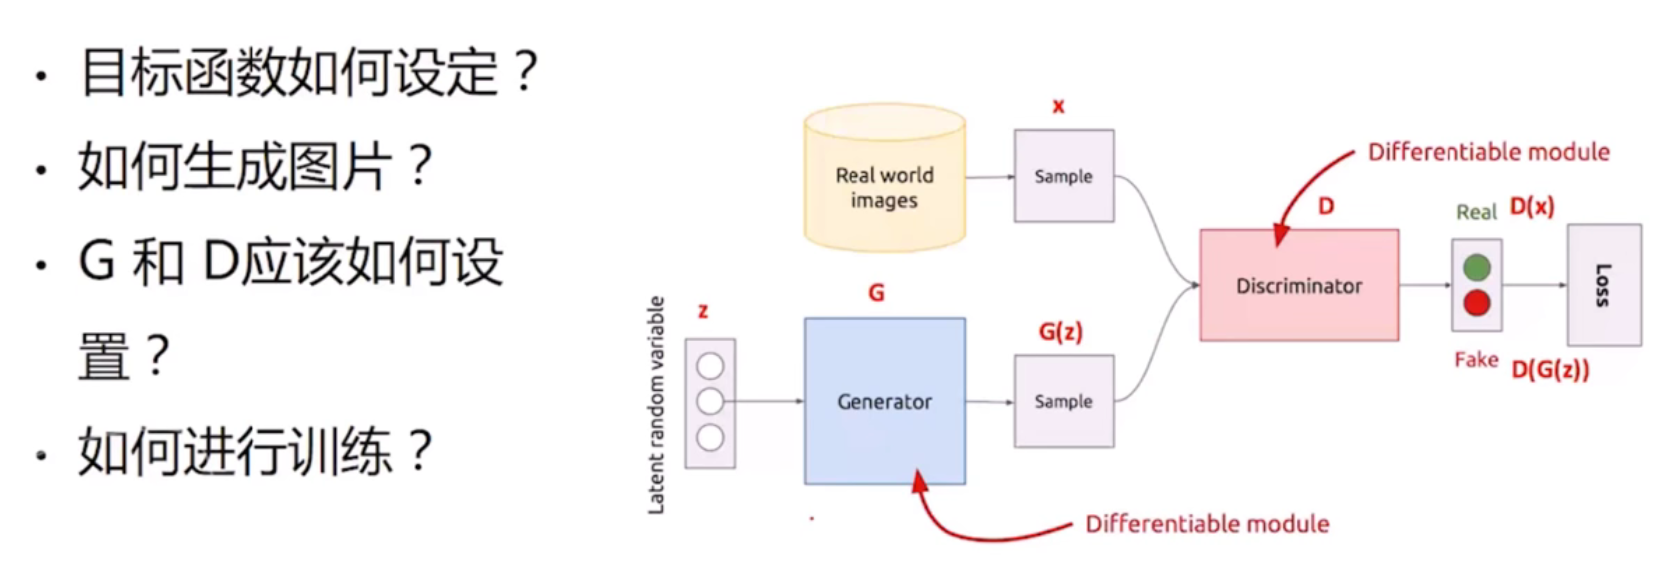 • 目标函数如何设定？
• 如何生成图片？
• G 和 D应该如何设
置？
• 如何进行训练？
x
Real world
images
Sample
Differentiable module
D
Discriminator
Real D(x)
Loss
Fake D(G(z))
Latent random variable
z
G
Generator
G(z)
Sample
Differentiable module